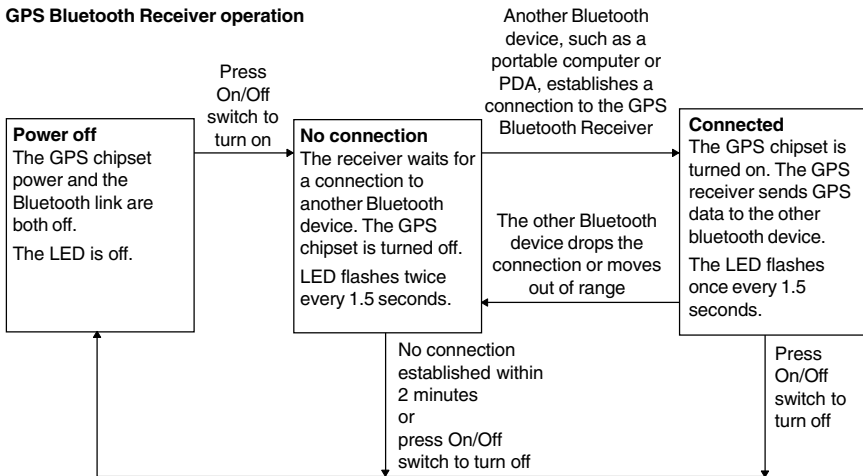 GPS Bluetooth Receiver operation
Press
On/Off
switch to
turn on
Another Bluetooth
device, such as a
portable computer or
PDA, establishes a
connection to the GPS
Bluetooth Receiver
Power off
The GPS chipset
power and the
Bluetooth link are
both off.
The LED is off.
No connection
The receiver waits for
a connection to
another Bluetooth
device. The GPS
chipset is turned off.
LED flashes twice
every 1.5 seconds.
The other Bluetooth
device drops the
connection or moves
out of range
Connected
The GPS chipset is
turned on. The GPS
receiver sends GPS
data to the other
bluetooth device.
The LED flashes
once every 1.5
seconds.
No connection
established within
2 minutes
or
press On/Off
switch to turn off
Press
On/Off
switch to
turn off